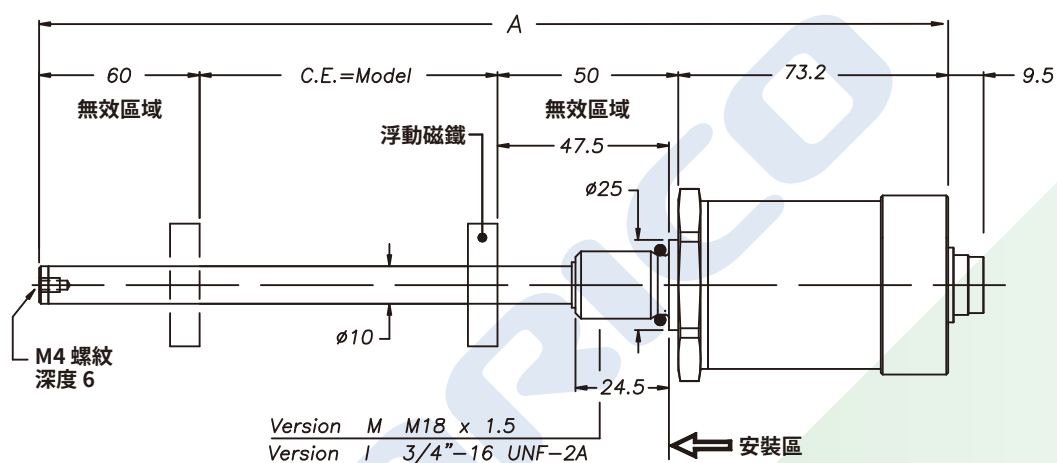 A
60
C.E.=Model
50
73.2
9.5
無效區域
無效區域
浮動磁鐵
47.5
ø25
ø10
M4 螺紋
深度 6
24.5
Version M M18 x 1.5
Version I 3/4"-16 UNF-2A
安裝區
RICO